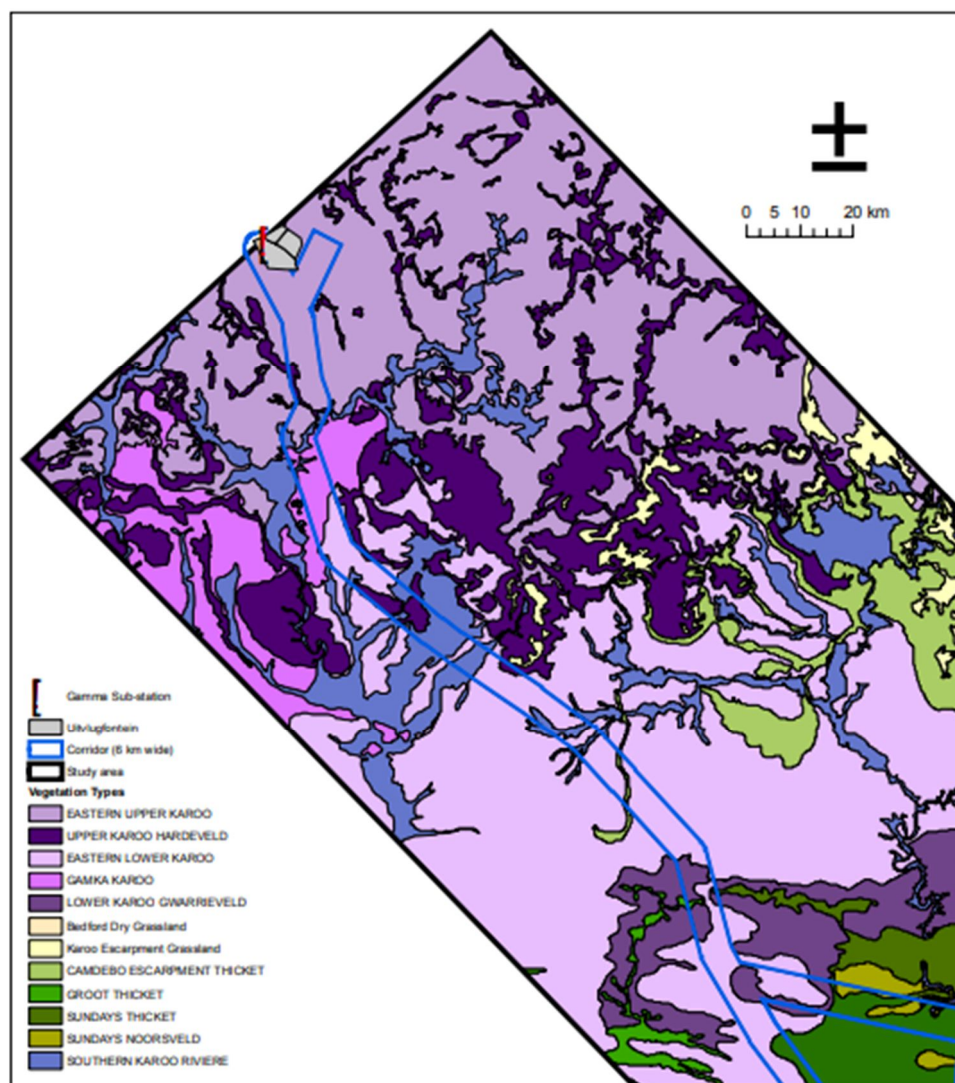 0 5 10 20 km
Gamma Sub-station
Uitvlugfontein
Corridor (6 km wide)
Study area
Vegetation Types
EASTERN UPPER KAROO
UPPER KAROO HARDEVELD
EASTERN LOWER KAROO
GAMKA KAROO
LOWER KAROO GWARRIEVELD
Bedford Dry Grassland
Karoo Escarpment Grassland
CAMDEBO ESCARPMENT THICKET
GROOT THICKET
SUNDAYS THICKET
SUNDAYS NOORSVELD
SOUTHERN KAROO RIVIERE